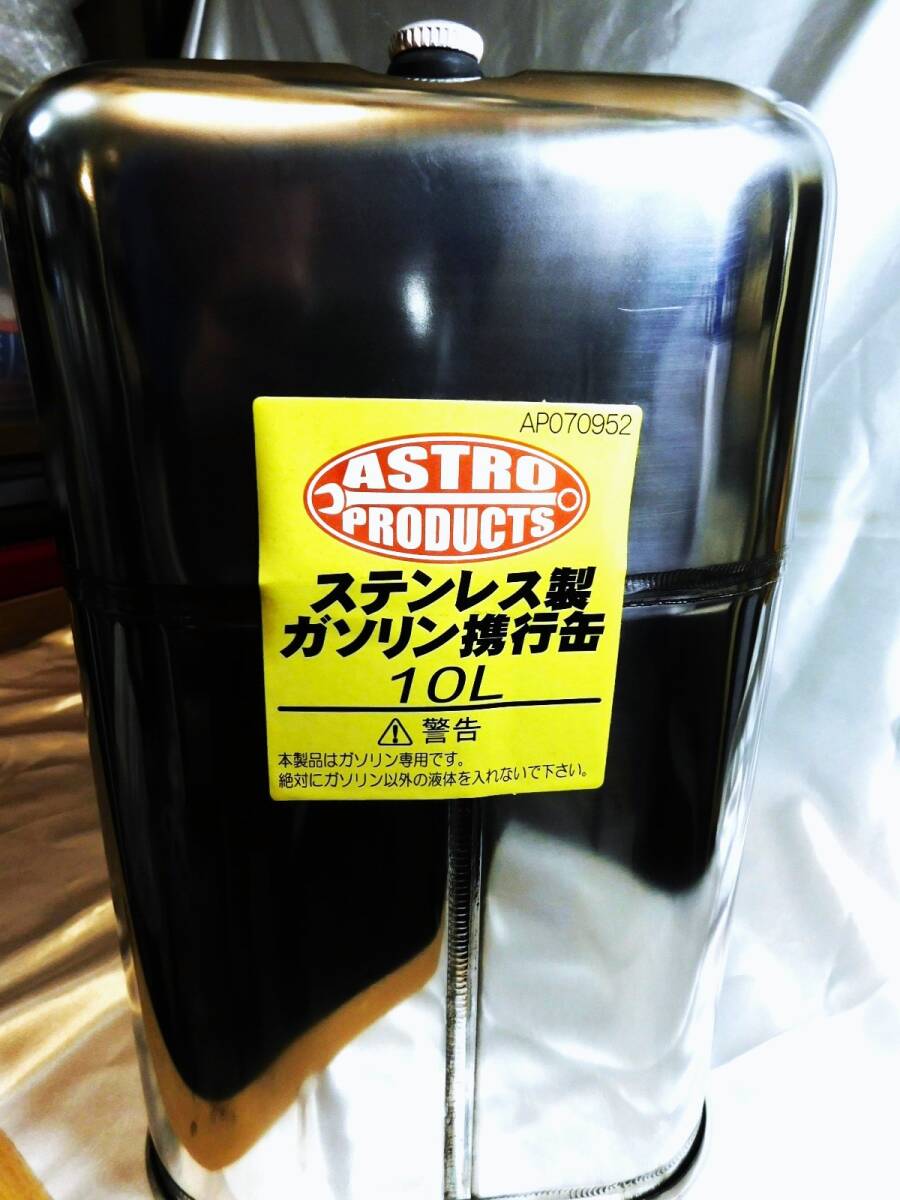 AP070952
ASTRO
PRODUCTS
ステンレス製
ガソリン携行缶
10L
⚠ 警告
本製品はガソリン専用です。
絶対にガソリン以外の液体を入れないで下さい。